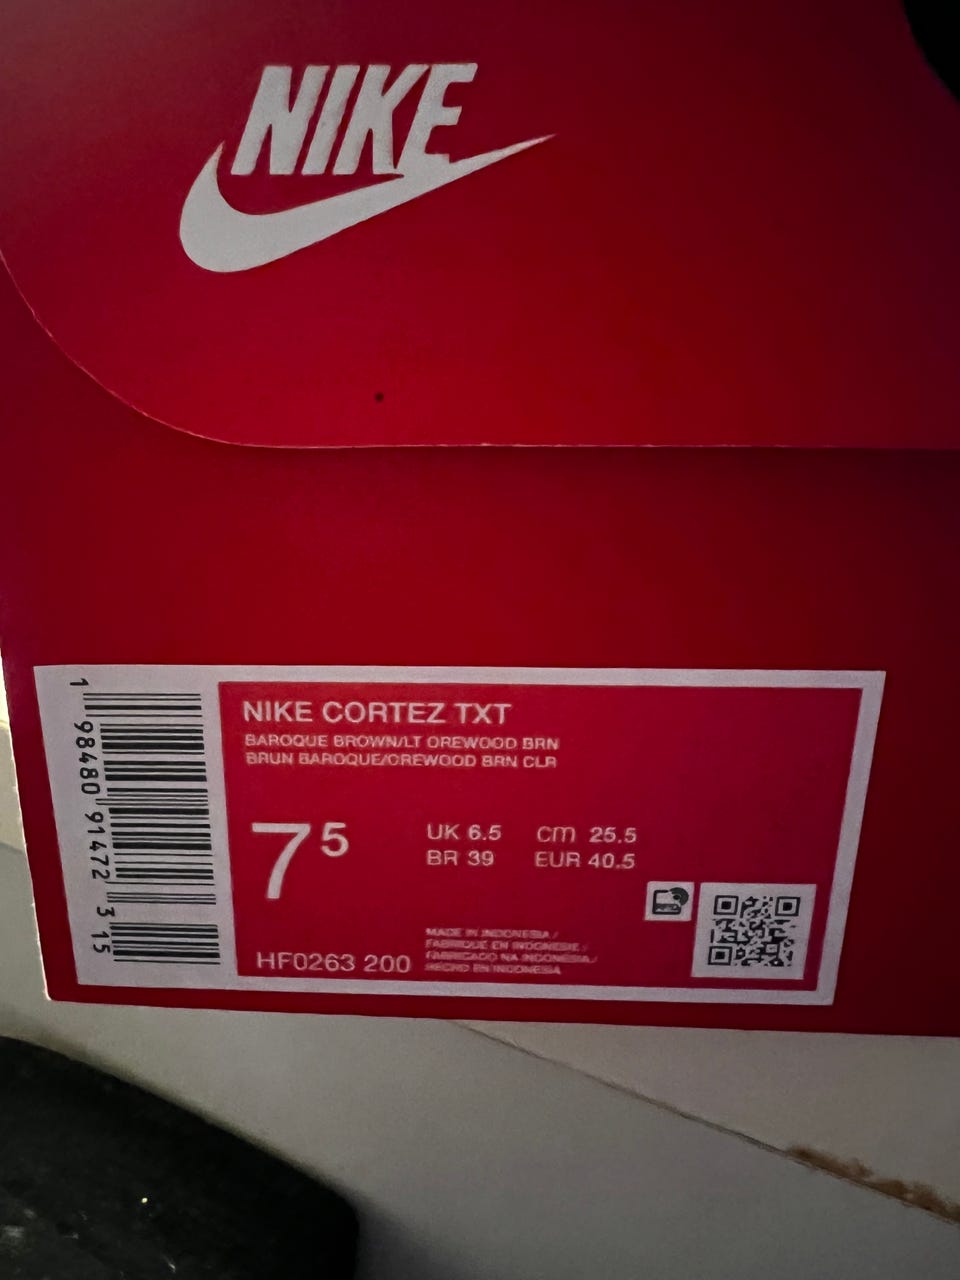 NIKE
NIKE CORTEZ TXT
BAROQUE BROWN/LT OREWOOD BRN
BRUN BAROQUE/OREWOOD BRN CLR
7 5
UK 6.5 cm 25.5
BR 39 EUR 40.5
MADE IN INDONESIA /
FABRIQUE EN INDONESIE /
FABRICADO NA INDONESIA /
HECHO EN INDONESIA
HF0263 200
1 98480 91472 3 15